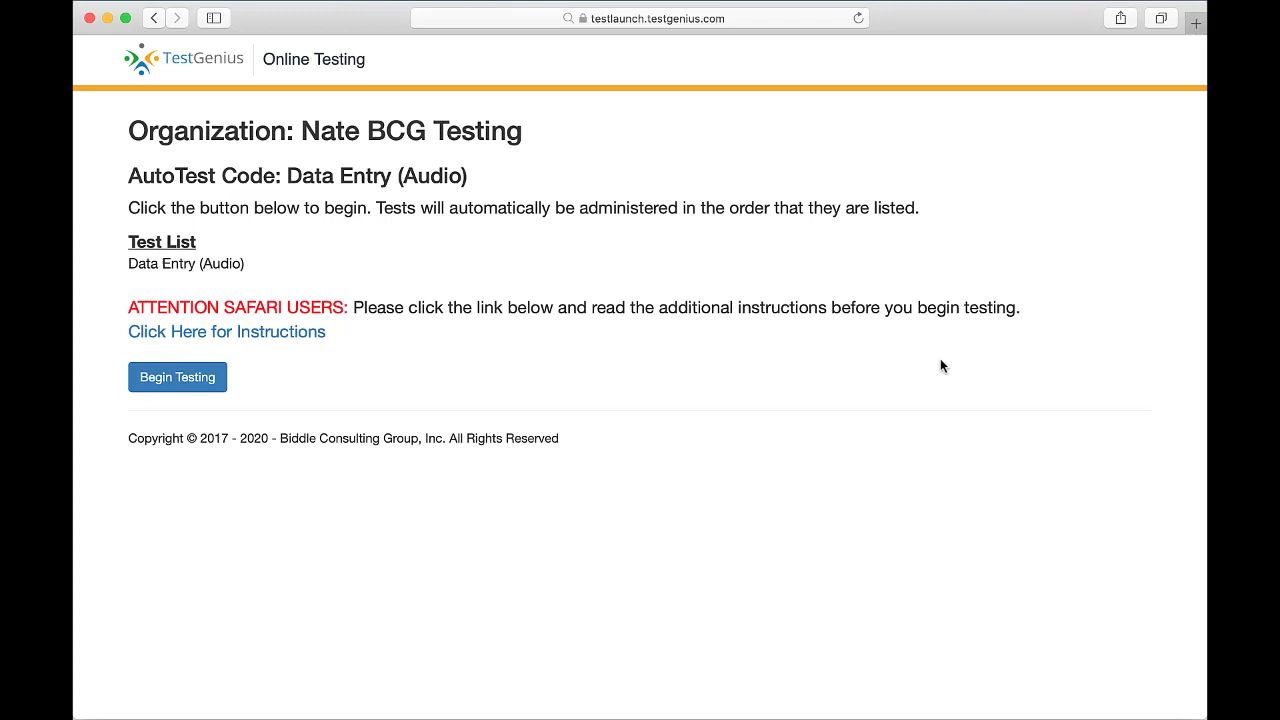 testlaunch.testgenius.com
TestGenius Online Testing
Organization: Nate BCG Testing
AutoTest Code: Data Entry (Audio)
Click the button below to begin. Tests will automatically be administered in the order that they are listed.
Test List
Data Entry (Audio)
ATTENTION SAFARI USERS: Please click the link below and read the additional instructions before you begin testing.
Click Here for Instructions
Begin Testing
Copyright © 2017 - 2020 - Biddle Consulting Group, Inc. All Rights Reserved